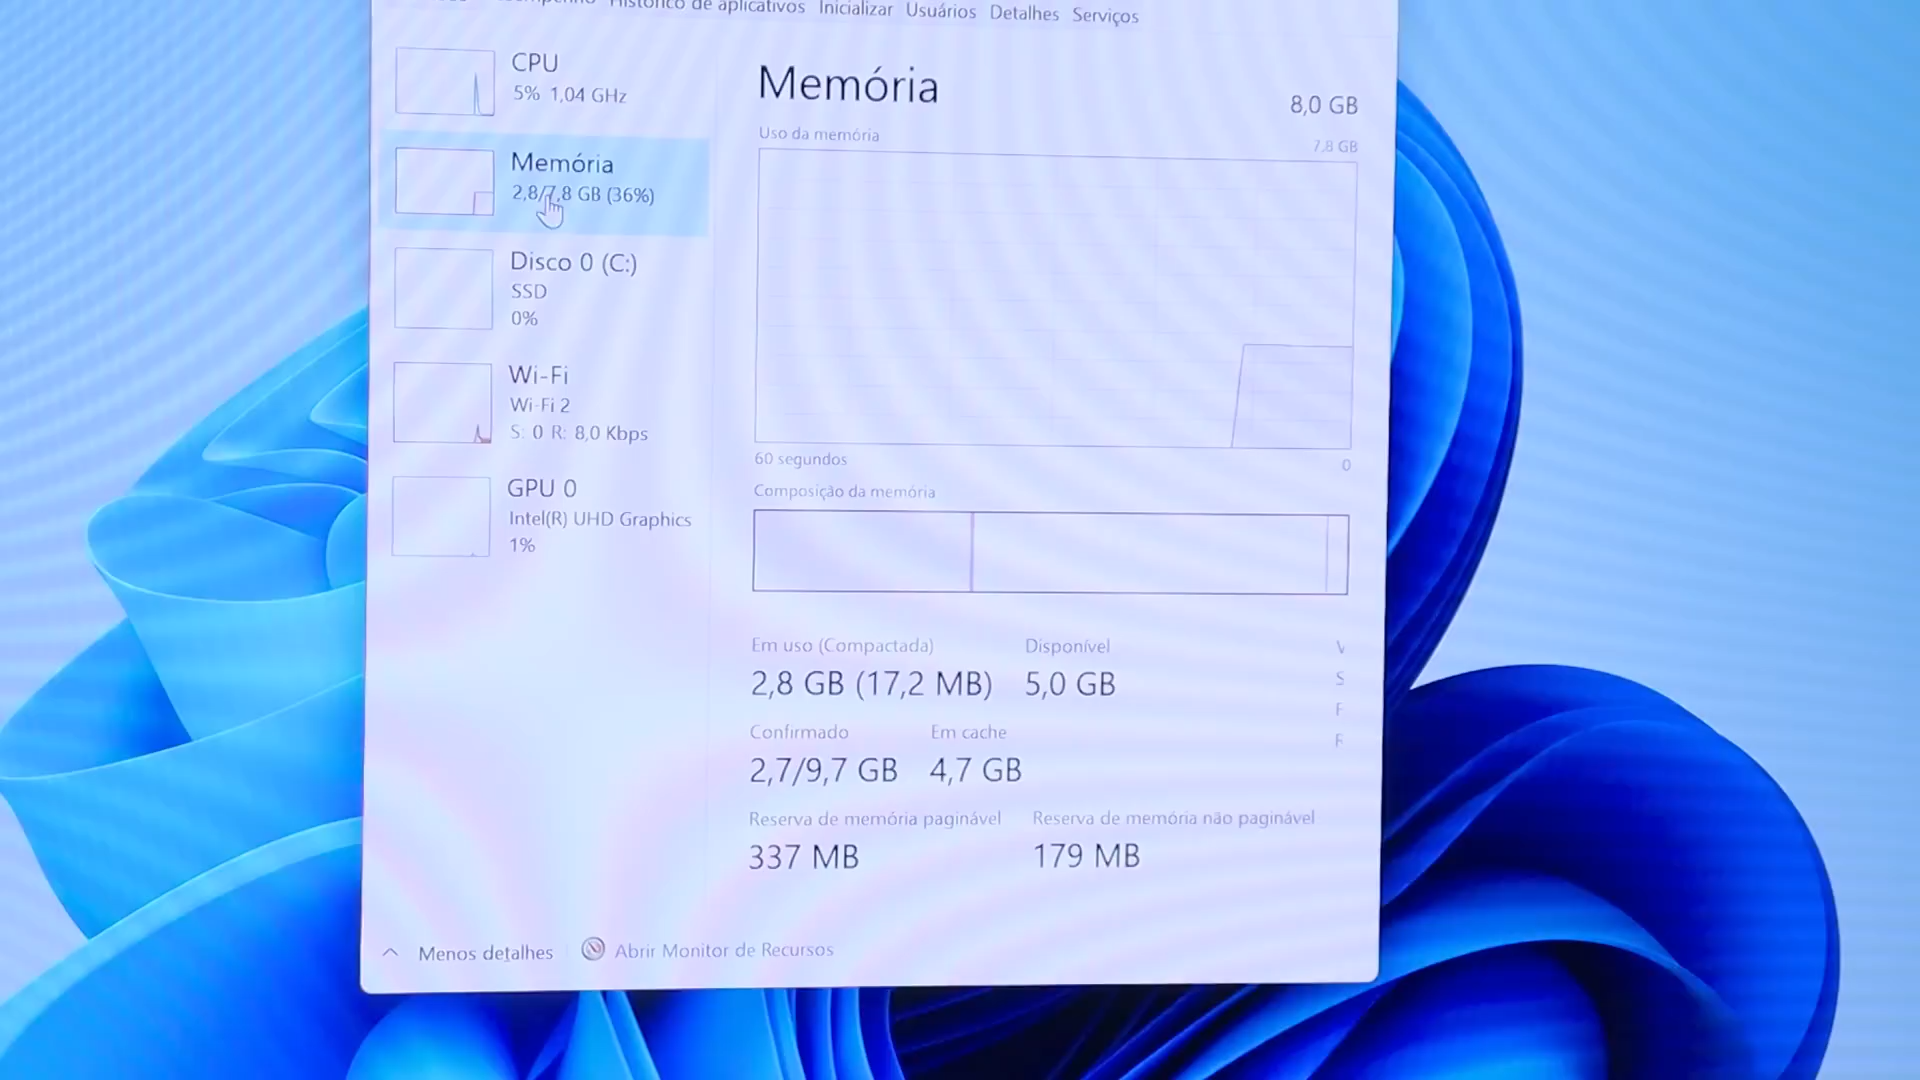 Histórico de aplicativos Inicializar Usuários Detalhes Serviços
CPU
5% 1,04 GHz
Memória
2,8/7,8 GB (36%)
Disco 0 (C:)
SSD
0%
Wi-Fi
Wi-Fi 2
S: 0 R: 8,0 Kbps
GPU 0
Intel(R) UHD Graphics
1%
Memória
8,0 GB
Uso da memória
7,8 GB
60 segundos
0
Composição da memória
Em uso (Compactada)
Disponível
2,8 GB (17,2 MB)
5,0 GB
Confirmado
Em cache
2,7/9,7 GB
4,7 GB
Reserva de memória paginável
Reserva de memória não paginável
337 MB
179 MB
Menos detalhes
Abrir Monitor de Recursos